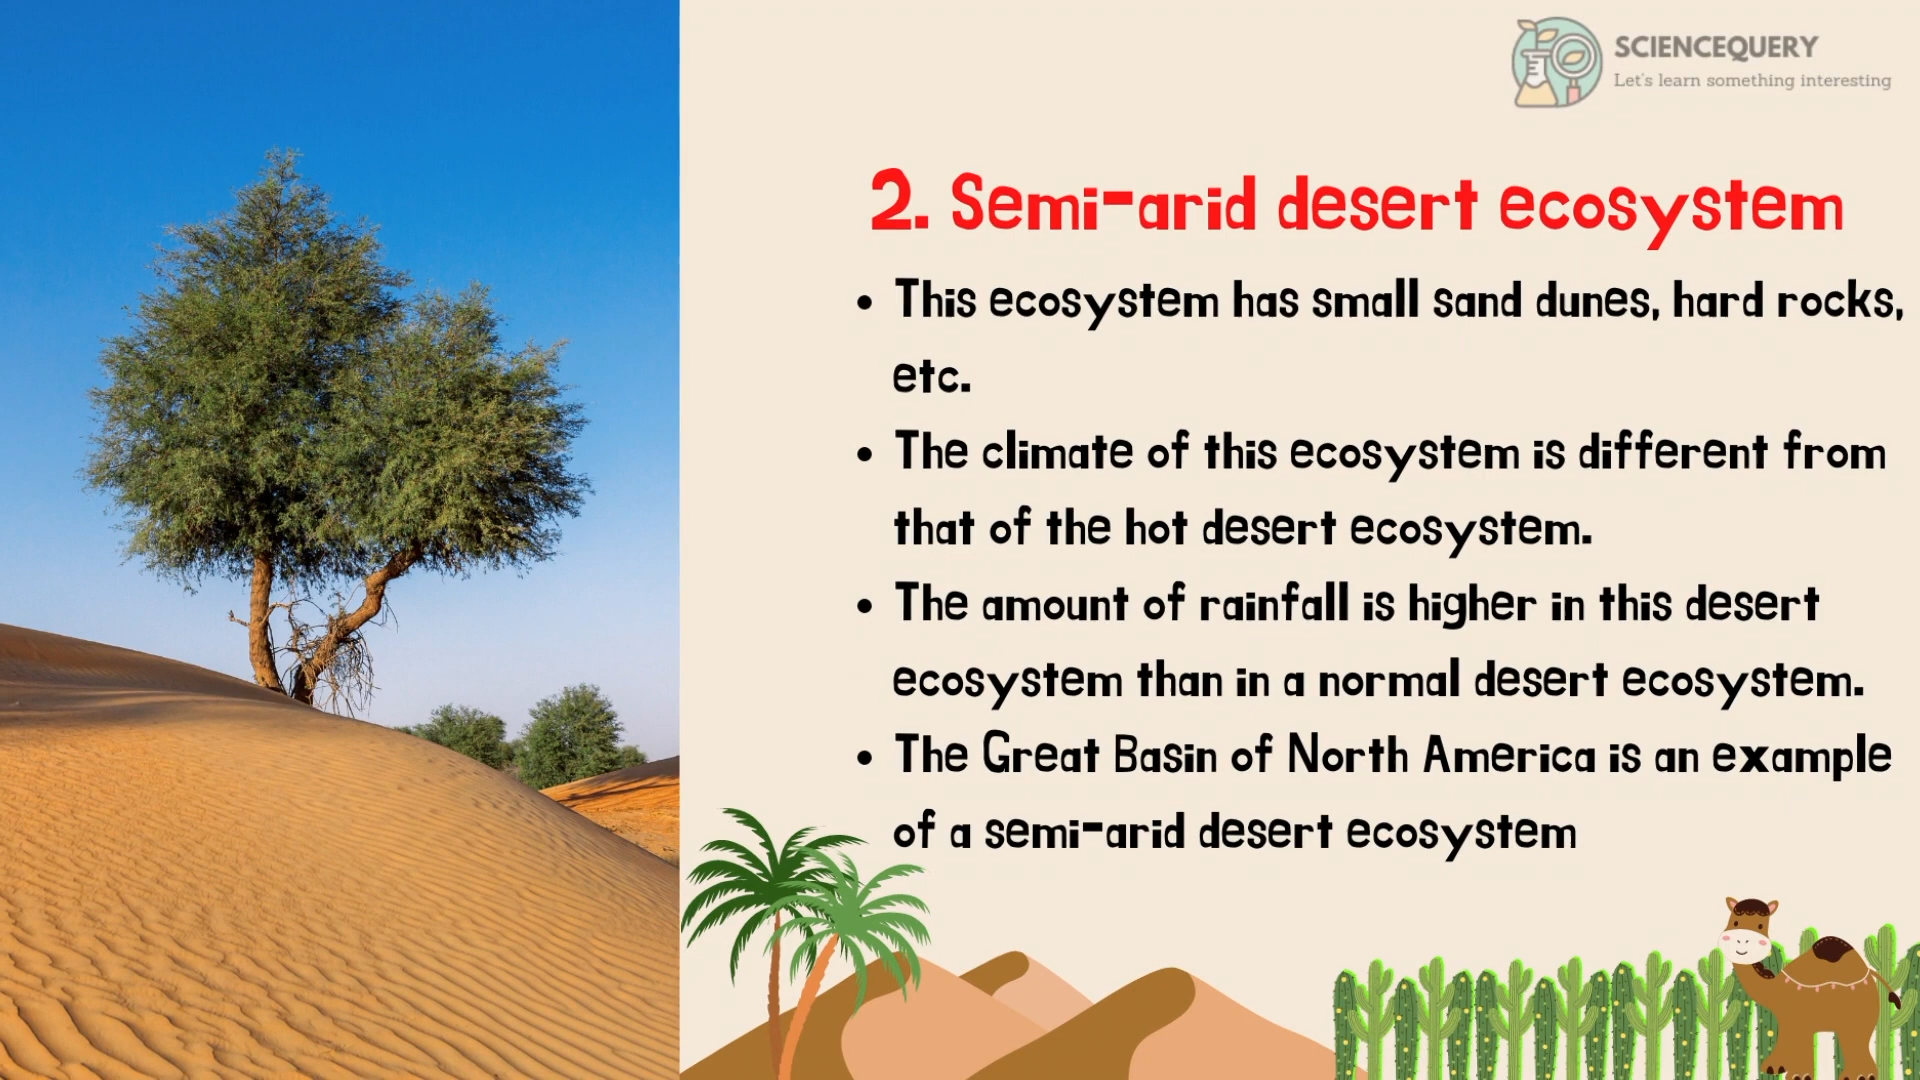 SCIENCEQUERY
Let's learn something interesting
2. Semi-arid desert ecosystem
• This ecosystem has small sand dunes, hard rocks,
etc.
• The climate of this ecosystem is different from
that of the hot desert ecosystem.
• The amount of rainfall is higher in this desert
ecosystem than in a normal desert ecosystem.
• The Great Basin of North America is an example
of a semi-arid desert ecosystem